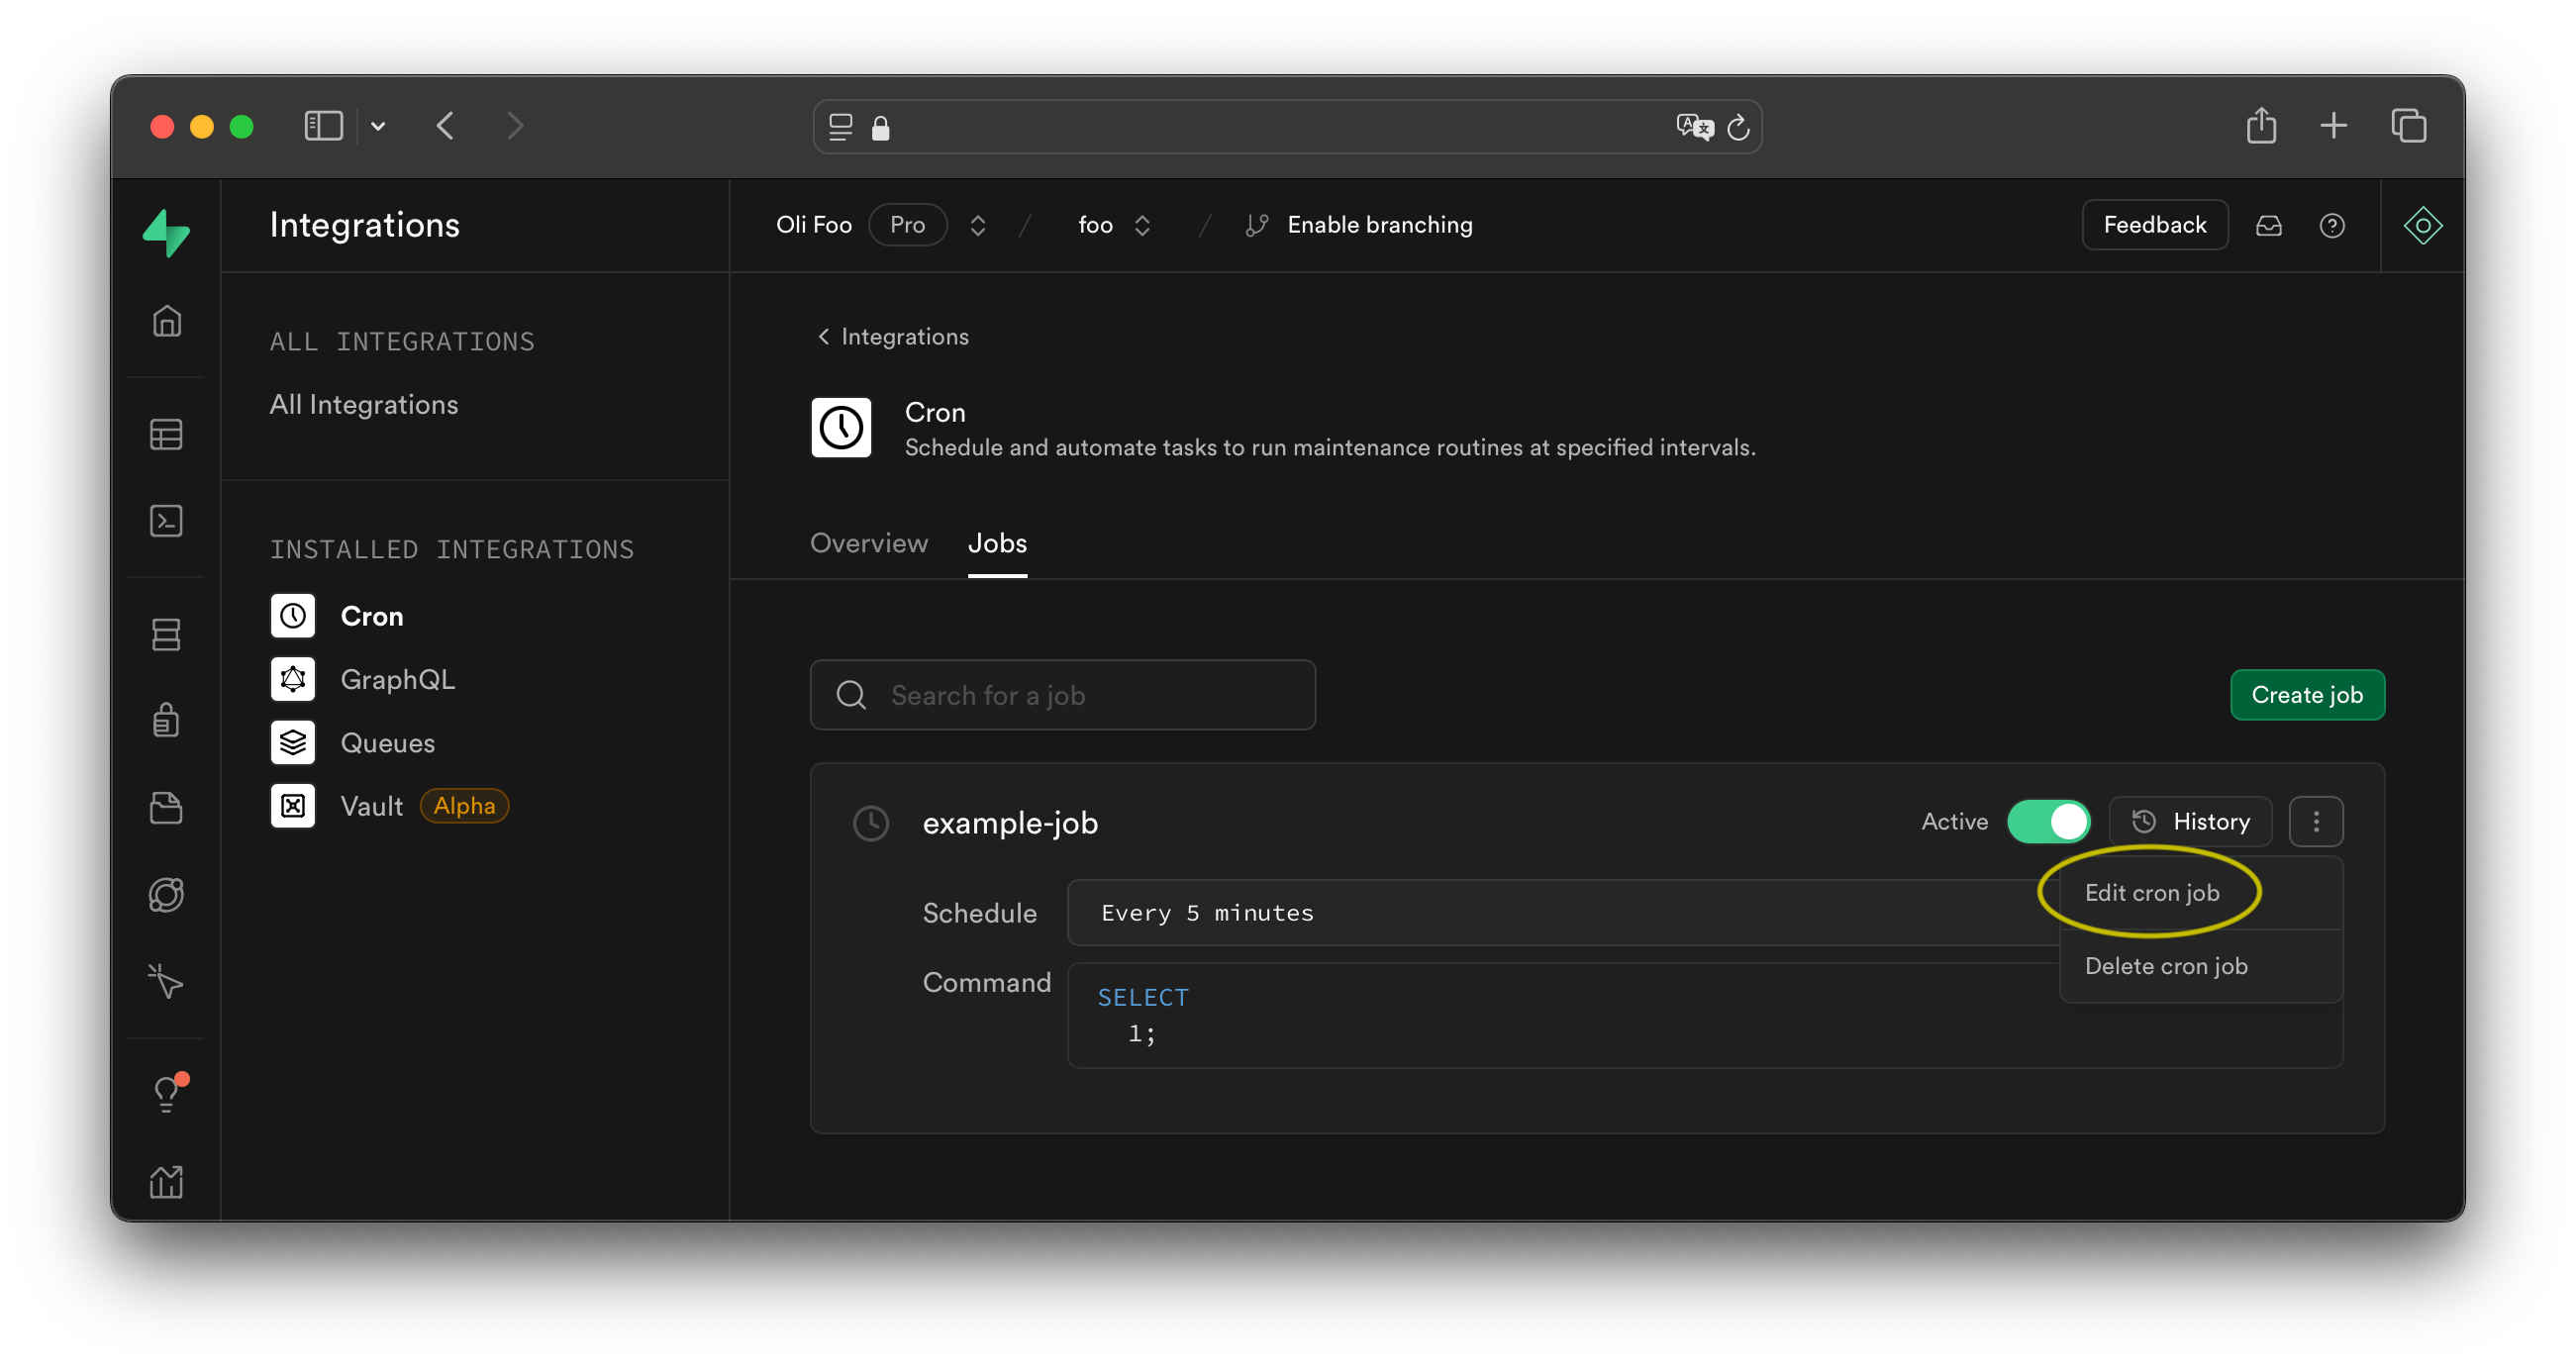 Integrations
Oli Foo Pro / foo / Enable branching
Feedback
ALL INTEGRATIONS
All Integrations
INSTALLED INTEGRATIONS
Cron
GraphQL
Queues
Vault Alpha
Integrations
Cron
Schedule and automate tasks to run maintenance routines at specified intervals.
Overview Jobs
Search for a job
Create job
example-job
Active
History
Edit cron job
Delete cron job
Schedule Every 5 minutes
Command SELECT
1;